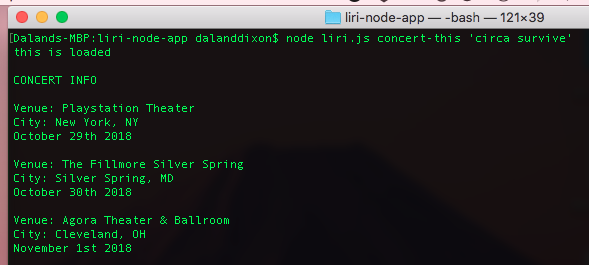 liri-node-app — -bash — 121×39
[Dalands-MBP:liri-node-app dalanddixon$ node liri.js concert-this 'circa survive'
this is loaded
CONCERT INFO
Venue: Playstation Theater
City: New York, NY
October 29th 2018
Venue: The Fillmore Silver Spring
City: Silver Spring, MD
October 30th 2018
Venue: Agora Theater & Ballroom
City: Cleveland, OH
November 1st 2018